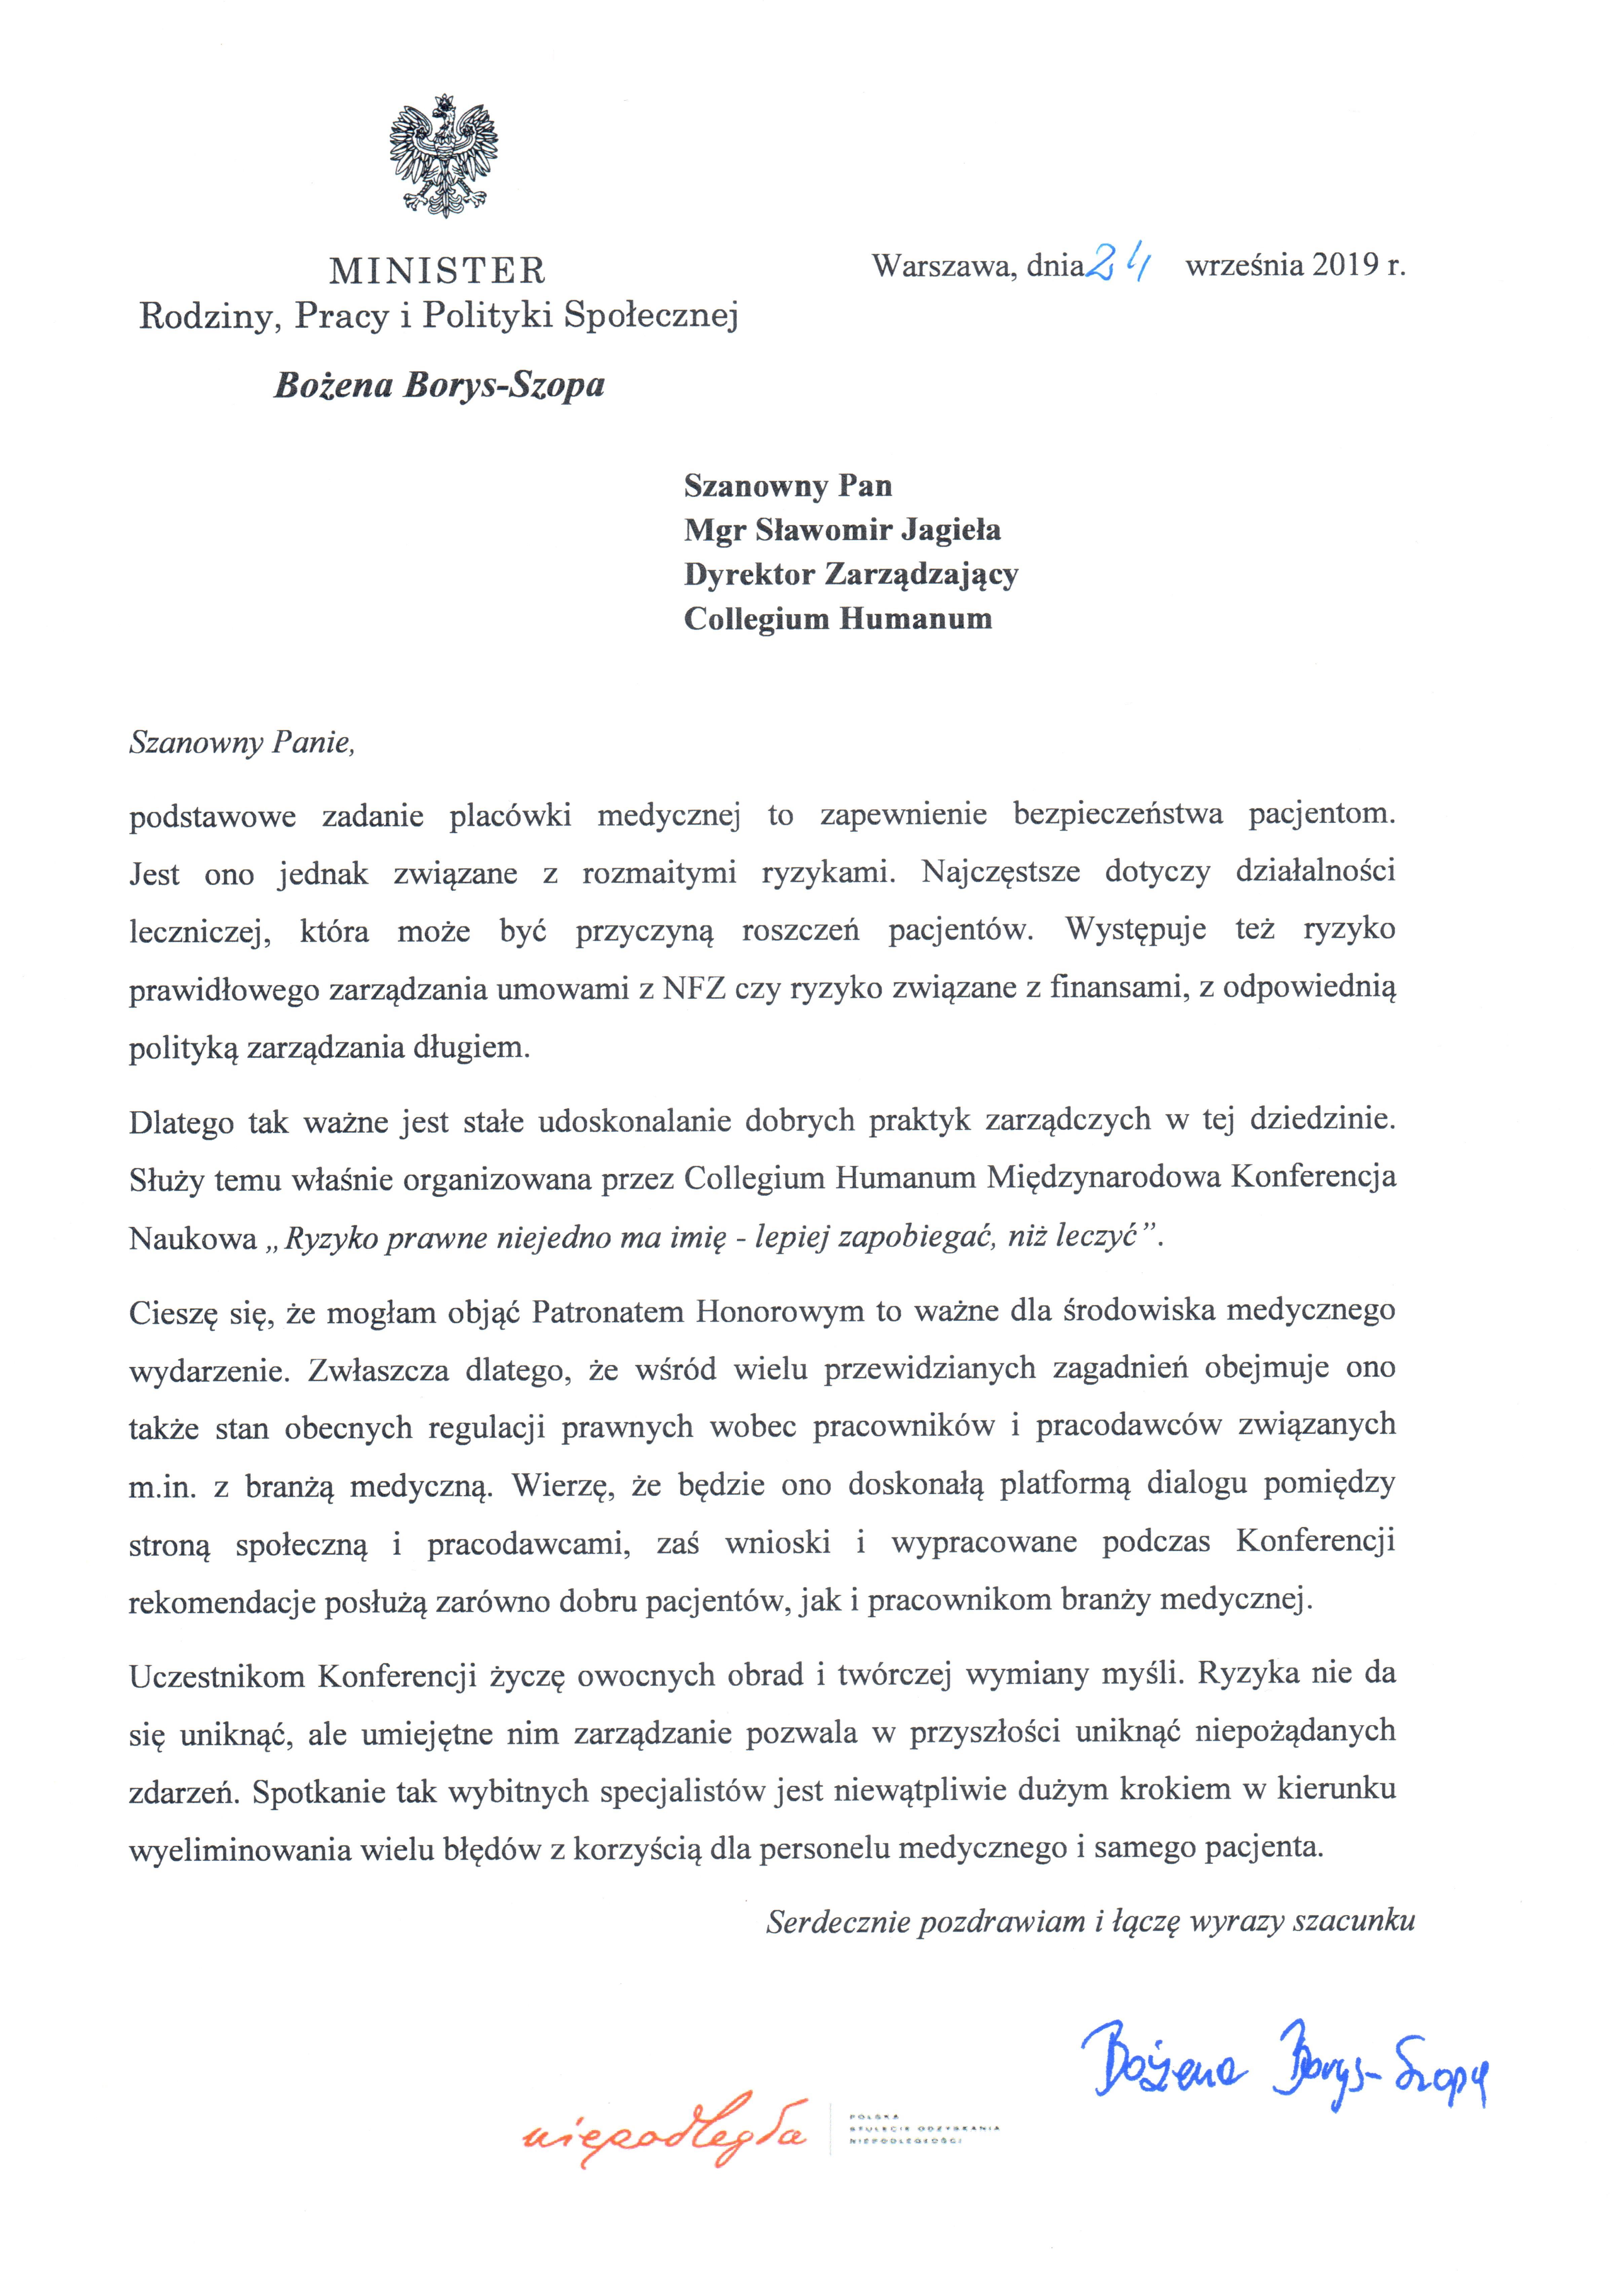 MINISTER
Rodziny, Pracy i Polityki Społecznej
Bożena Borys-Szopa
Warszawa, dnia 24 września 2019 r.
Szanowny Pan
Mgr Sławomir Jagieła
Dyrektor Zarządzający
Collegium Humanum
Szanowny Panie,
podstawowe zadanie placówki medycznej to zapewnienie bezpieczeństwa pacjentom.
Jest ono jednak związane z rozmaitymi ryzykami. Najczęstsze dotyczy działalności
leczniczej, która może być przyczyną roszczeń pacjentów. Występuje też ryzyko
prawidłowego zarządzania umowami z NFZ czy ryzyko związane z finansami, z odpowiednią
polityką zarządzania długiem.
Dlatego tak ważne jest stałe udoskonalanie dobrych praktyk zarządczych w tej dziedzinie.
Służy temu właśnie organizowana przez Collegium Humanum Międzynarodowa Konferencja
Naukowa „Ryzyko prawne niejedno ma imię - lepiej zapobiegać, niż leczyć”.
Cieszę się, że mogłam objąć Patronatem Honorowym to ważne dla środowiska medycznego
wydarzenie. Zwłaszcza dlatego, że wśród wielu przewidzianych zagadnień obejmuje ono
także stan obecnych regulacji prawnych wobec pracowników i pracodawców związanych
m.in. z branżą medyczną. Wierzę, że będzie ono doskonałą platformą dialogu pomiędzy
stroną społeczną i pracodawcami, zaś wnioski i wypracowane podczas Konferencji
rekomendacje posłużą zarówno dobru pacjentów, jak i pracownikom branży medycznej.
Uczestnikom Konferencji życzę owocnych obrad i twórczej wymiany myśli. Ryzyka nie da
się uniknąć, ale umiejętne nim zarządzanie pozwala w przyszłości uniknąć niepożądanych
zdarzeń. Spotkanie tak wybitnych specjalistów jest niewątpliwie dużym krokiem w kierunku
wyeliminowania wielu błędów z korzyścią dla personelu medycznego i samego pacjenta.
Serdecznie pozdrawiam i łączę wyrazy szacunku
Bożena Borys-Szopa
niepodległa
POLSKA
STULECIE ODZYSKANIA
NIEPODLEGŁOŚCI